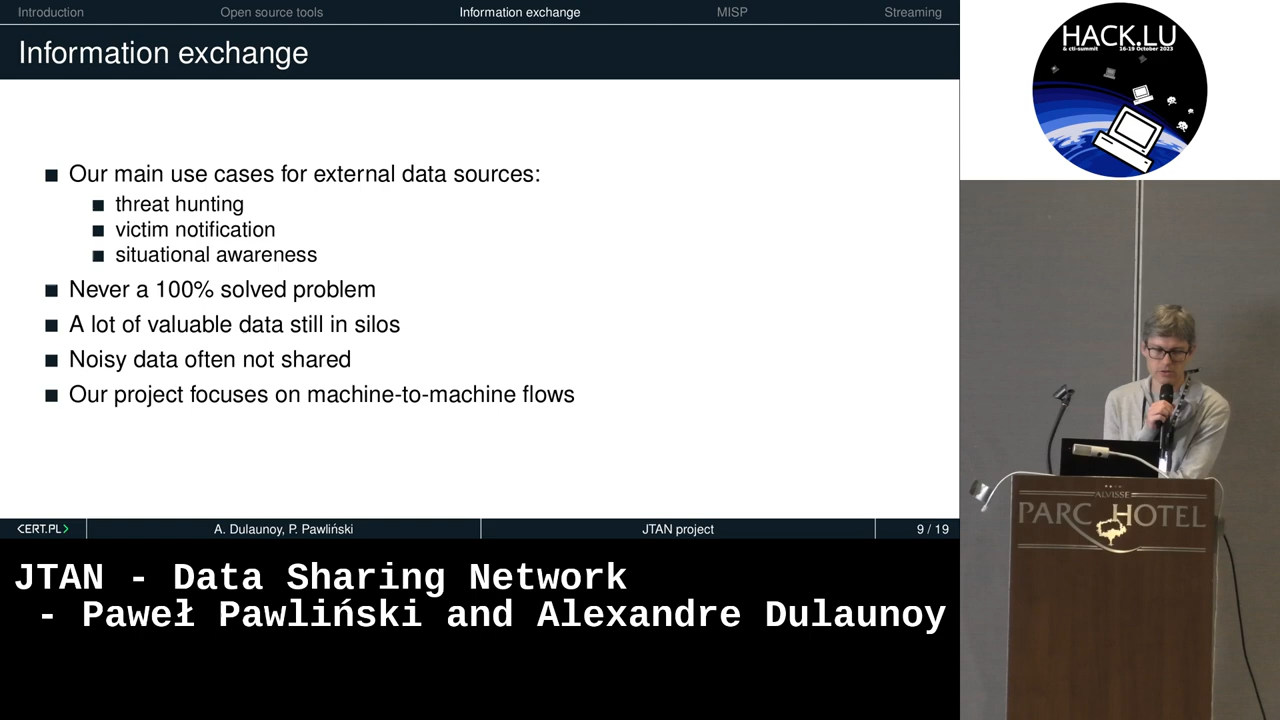 Introduction Open source tools Information exchange MISP Streaming
Information exchange
Our main use cases for external data sources:
threat hunting
victim notification
situational awareness
Never a 100% solved problem
A lot of valuable data still in silos
Noisy data often not shared
Our project focuses on machine-to-machine flows
CERT.PL> A. Dulaunoy, P. Pawliński JTAN project 9 / 19
JTAN - Data Sharing Network
- Paweł Pawliński and Alexandre Dulaunoy
HACK.LU
& cti-summit 16-19 October 2023
ALVISSE
PARC HOTEL